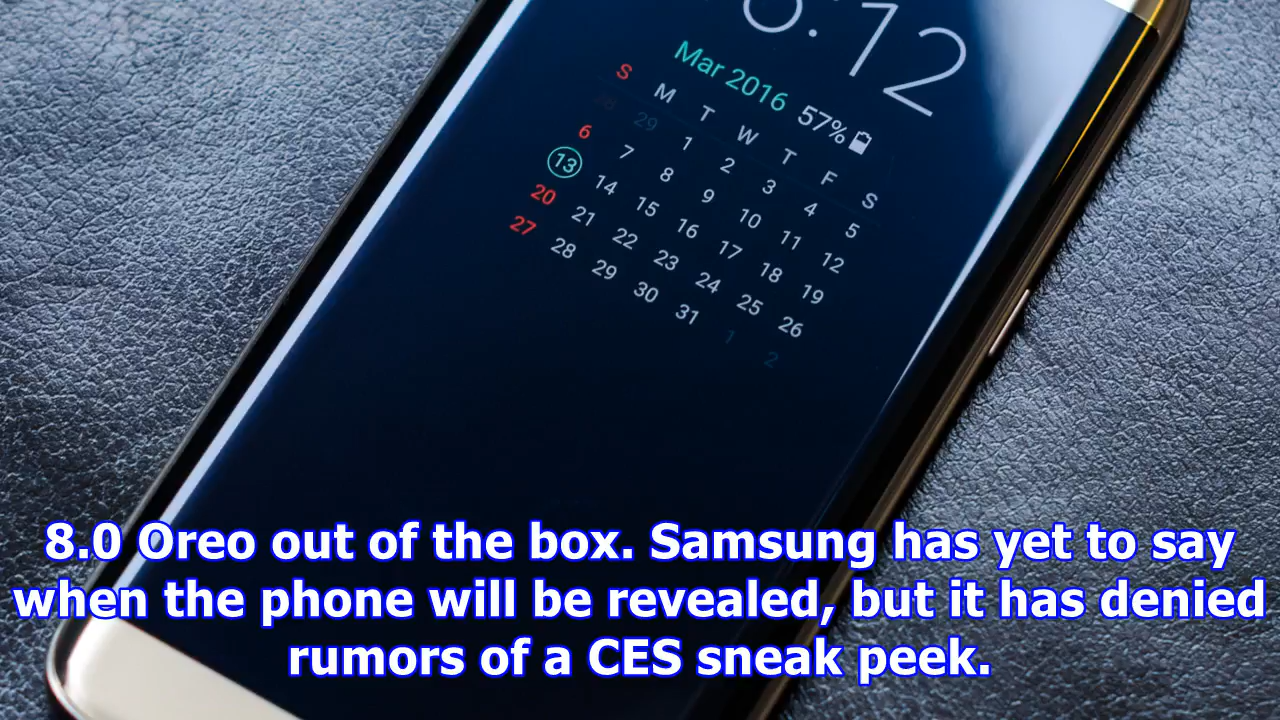 :12
Mar 2016 57%
S M T W T F S
28 29 1 2 3 4 5
6 7 8 9 10 11 12
13 14 15 16 17 18 19
20 21 22 23 24 25 26
27 28 29 30 31 1 2
8.0 Oreo out of the box. Samsung has yet to say
when the phone will be revealed, but it has denied
rumors of a CES sneak peek.